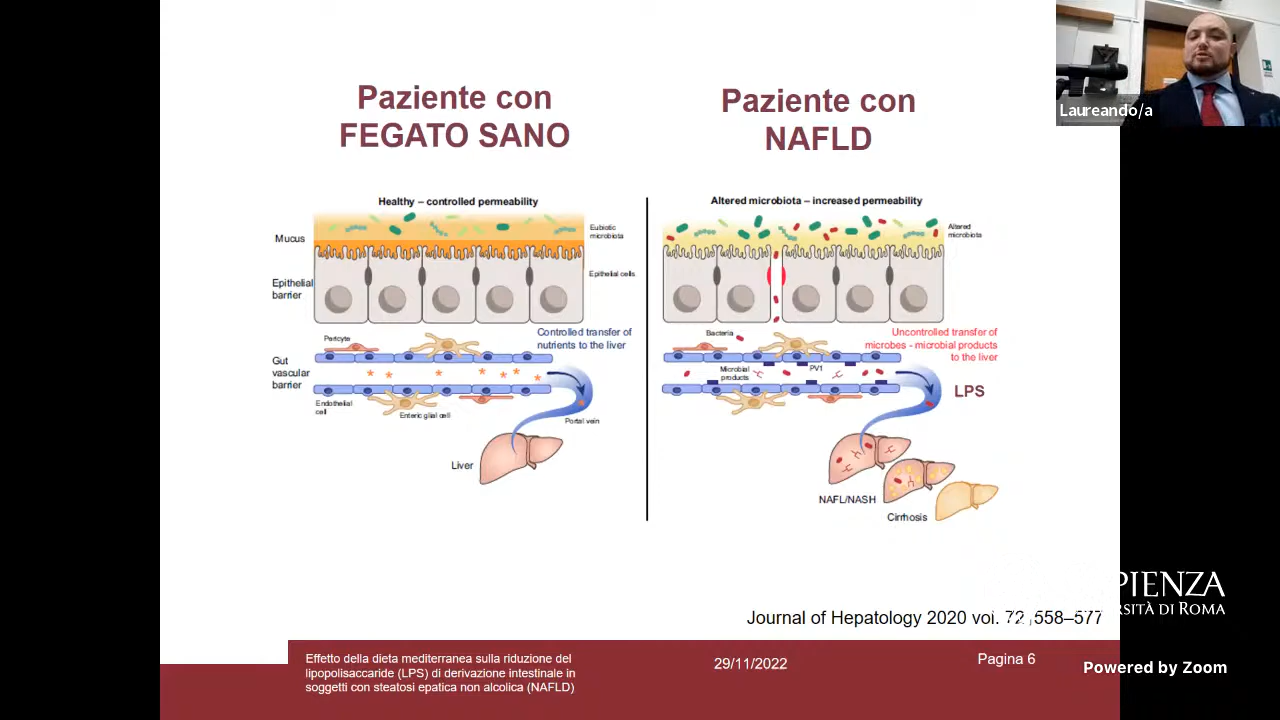 Laureando/a
Paziente con
FEGATO SANO
Paziente con
NAFLD
Healthy – controlled permeability
Mucus
Eubiotic
microbiota
Epithelial cells
Epithelial
barrier
Controlled transfer of
nutrients to the liver
Pericyte
Gut
vascular
barrier
Endothelial
cell
Enteric glial cell
Portal vein
Liver
Altered microbiota – increased permeability
Altered
microbiota
Bacteria
Uncontrolled transfer of
microbes - microbial products
to the liver
Microbial
products
PV1
LPS
NAFL/NASH
Cirrhosis
Journal of Hepatology 2020 vol. 72, 558–577
PIENZA
RSITÀ DI ROMA
Effetto della dieta mediterranea sulla riduzione del
lipopolisaccaride (LPS) di derivazione intestinale in
soggetti con steatosi epatica non alcolica (NAFLD)
29/11/2022
Pagina 6
Powered by Zoom